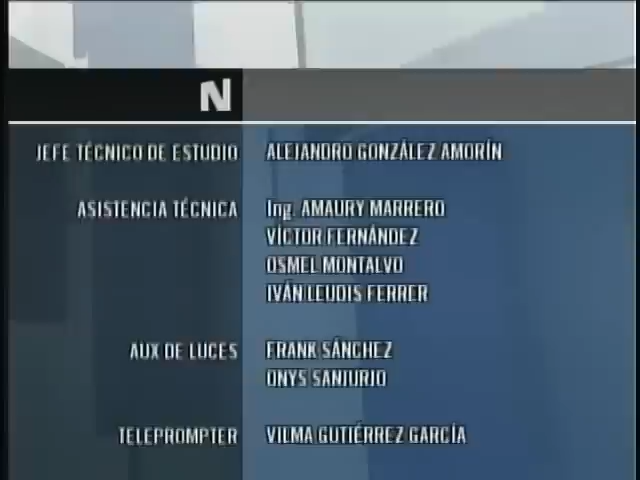 N
JEFE TÉCNICO DE ESTUDIO ALEJANDRO GONZÁLEZ AMORÍN
ASISTENCIA TÉCNICA Ing. AMAURY MARRERO
VÍCTOR FERNÁNDEZ
OSMEL MONTALVO
IVÁN LEUDIS FERRER
AUX DE LUCES FRANK SÁNCHEZ
ONYS SANJURJO
TELEPROMPTER VILMA GUTIÉRREZ GARCÍA